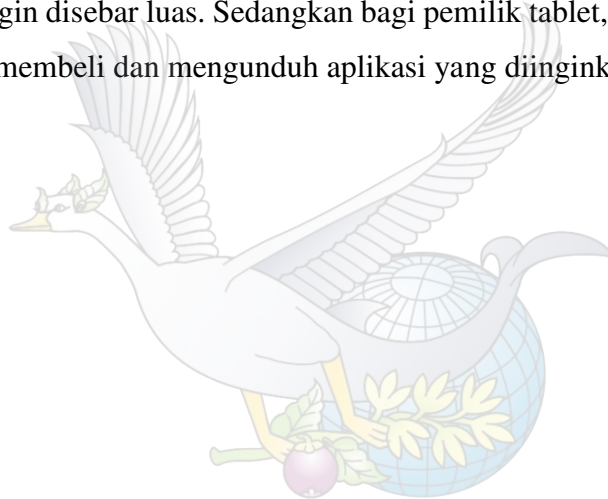 gin disebar luas. Sedangkan bagi pemilik tablet,
membeli dan mengunduh aplikasi yang diingink